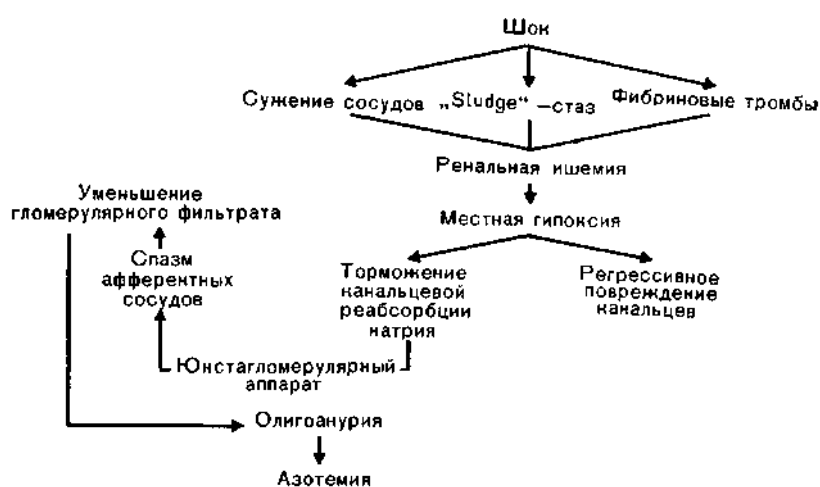 Шок
Сужение сосудов „Sludge“ –стаз Фибриновые тромбы
Ренальная ишемия
Уменьшение
гломерулярного фильтрата
Местная гипоксия
Спазм
афферентных
сосудов
Торможение
канальцевой
реабсорбции
натрия
Регрессивное
повреждение
канальцев
Юнстагломерулярный
аппарат
Олигоанурия
Азотемия